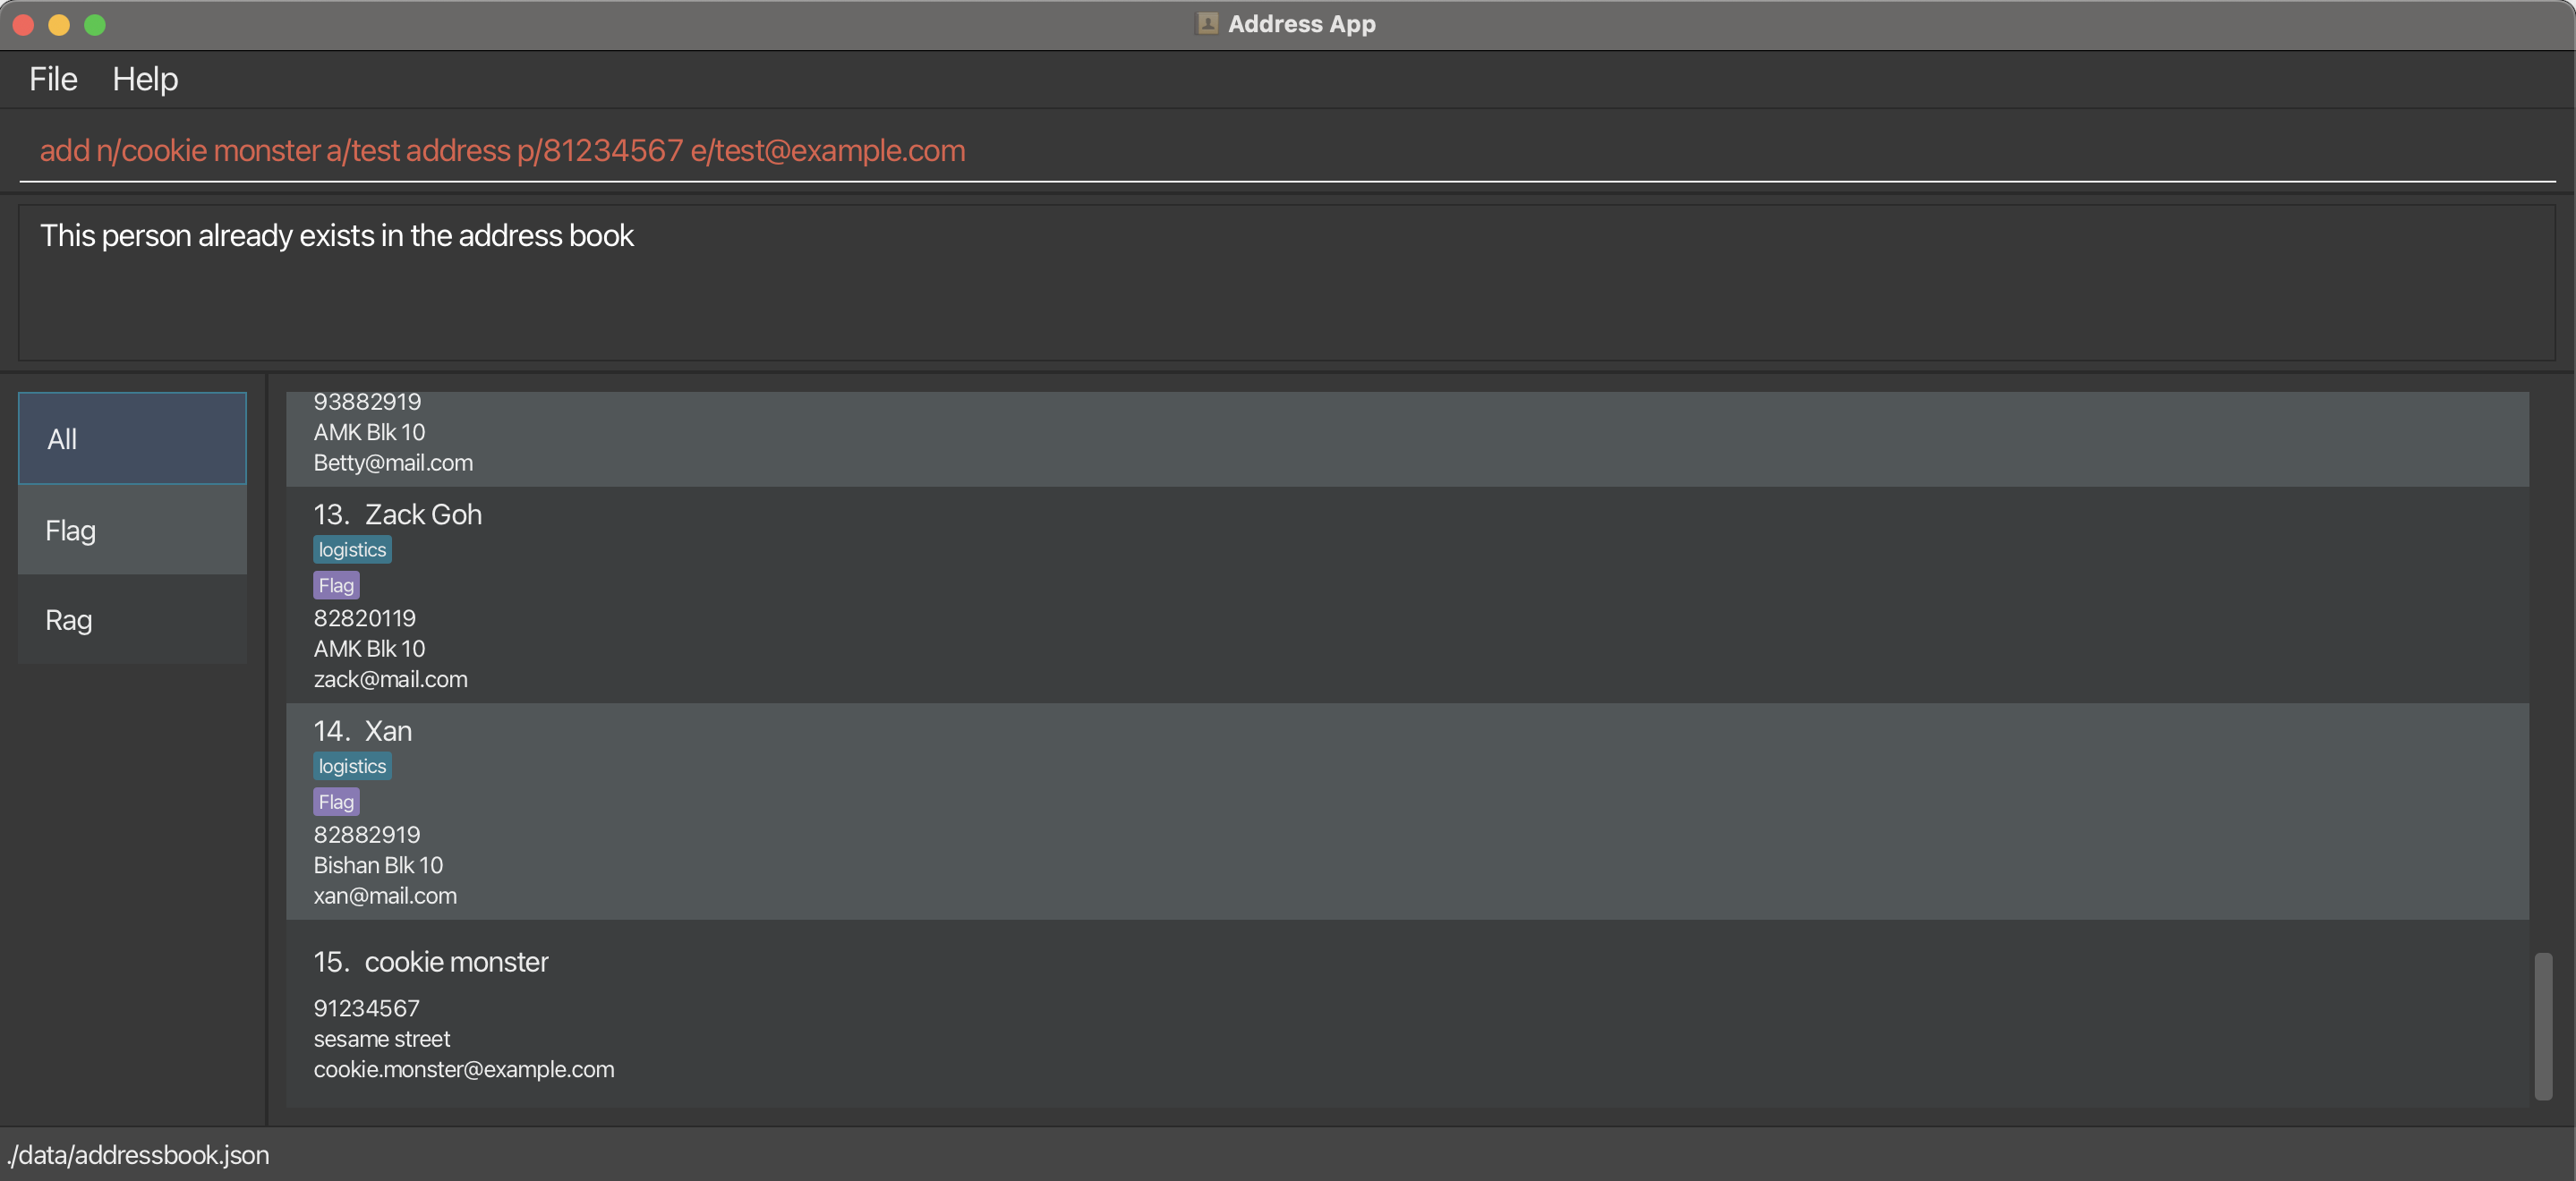 Address App
File Help
add n/cookie monster a/test address p/81234567 e/test@example.com
This person already exists in the address book
All
Flag
Rag
93882919
AMK Blk 10
Betty@mail.com
13. Zack Goh
logistics
Flag
82820119
AMK Blk 10
zack@mail.com
14. Xan
logistics
Flag
82882919
Bishan Blk 10
xan@mail.com
15. cookie monster
91234567
sesame street
cookie.monster@example.com
./data/addressbook.json